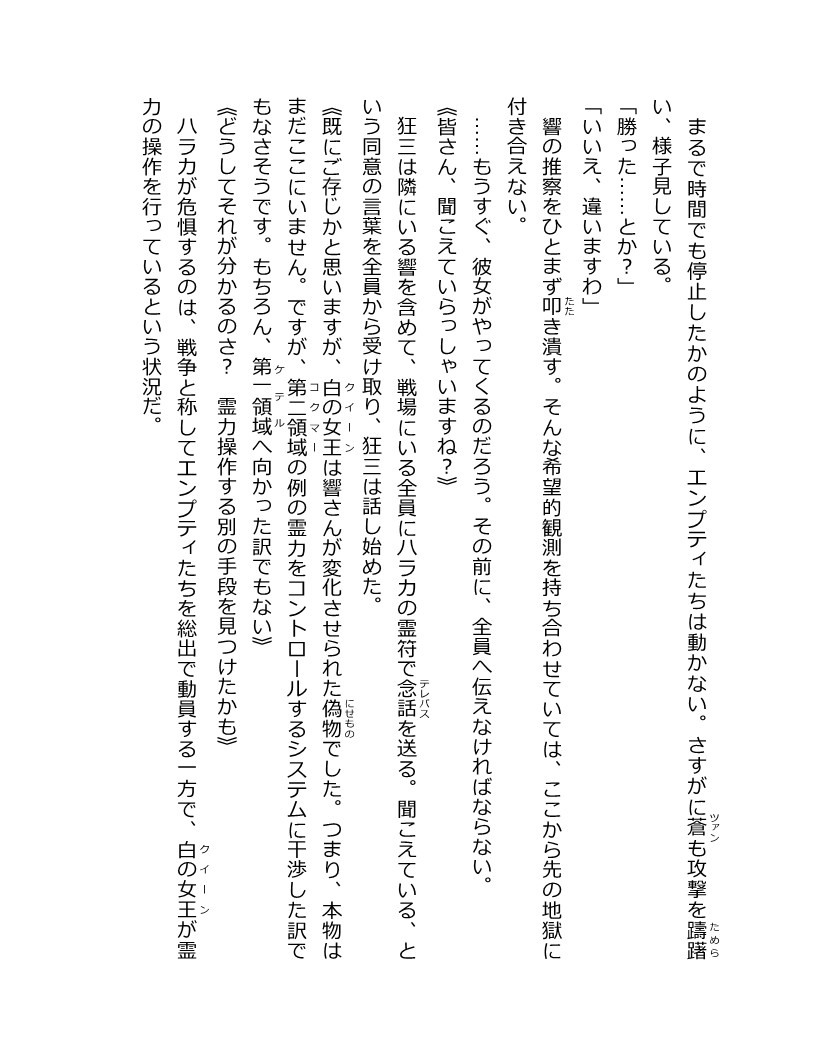 まるで時間でも停止したかのように、エンプティたちは動かない。さすがに蒼も攻撃を躊躇
い、様子見している。
「勝った……とか？」
「いいえ、違いますわ」
響の推察をひとまず叩き潰す。そんな希望的観測を持ち合わせていては、ここから先の地獄に
付き合えない。
……もうすぐ、彼女がやってくるのだろう。その前に、全員へ伝えなければならない。
《皆さん、聞こえていらっしゃいますね？》
狂三は隣にいる響を含めて、戦場にいる全員にハラカの霊符で念話を送る。聞こえている、と
いう同意の言葉を全員から受け取り、狂三は話し始めた。
《既にご存じかと思いますが、白の女王は響さんが変化させられた偽物でした。つまり、本物は
まだここにいません。ですが、第二領域の例の霊力をコントロールするシステムに干渉した訳で
もなさそうです。もちろん、第一領域へ向かった訳でもない》
《どうしてそれが分かるのさ？　霊力操作する別の手段を見つけたかも》
ハラカが危惧するのは、戦争と称してエンプティたちを総出で動員する一方で、白の女王が霊
力の操作を行っているという状況だ。